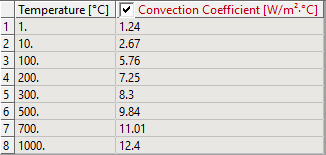 Temperature [°C] Convection Coefficient [W/m²·°C]
1 1. 1.24
2 10. 2.67
3 100. 5.76
4 200. 7.25
5 300. 8.3
6 500. 9.84
7 700. 11.01
8 1000. 12.4